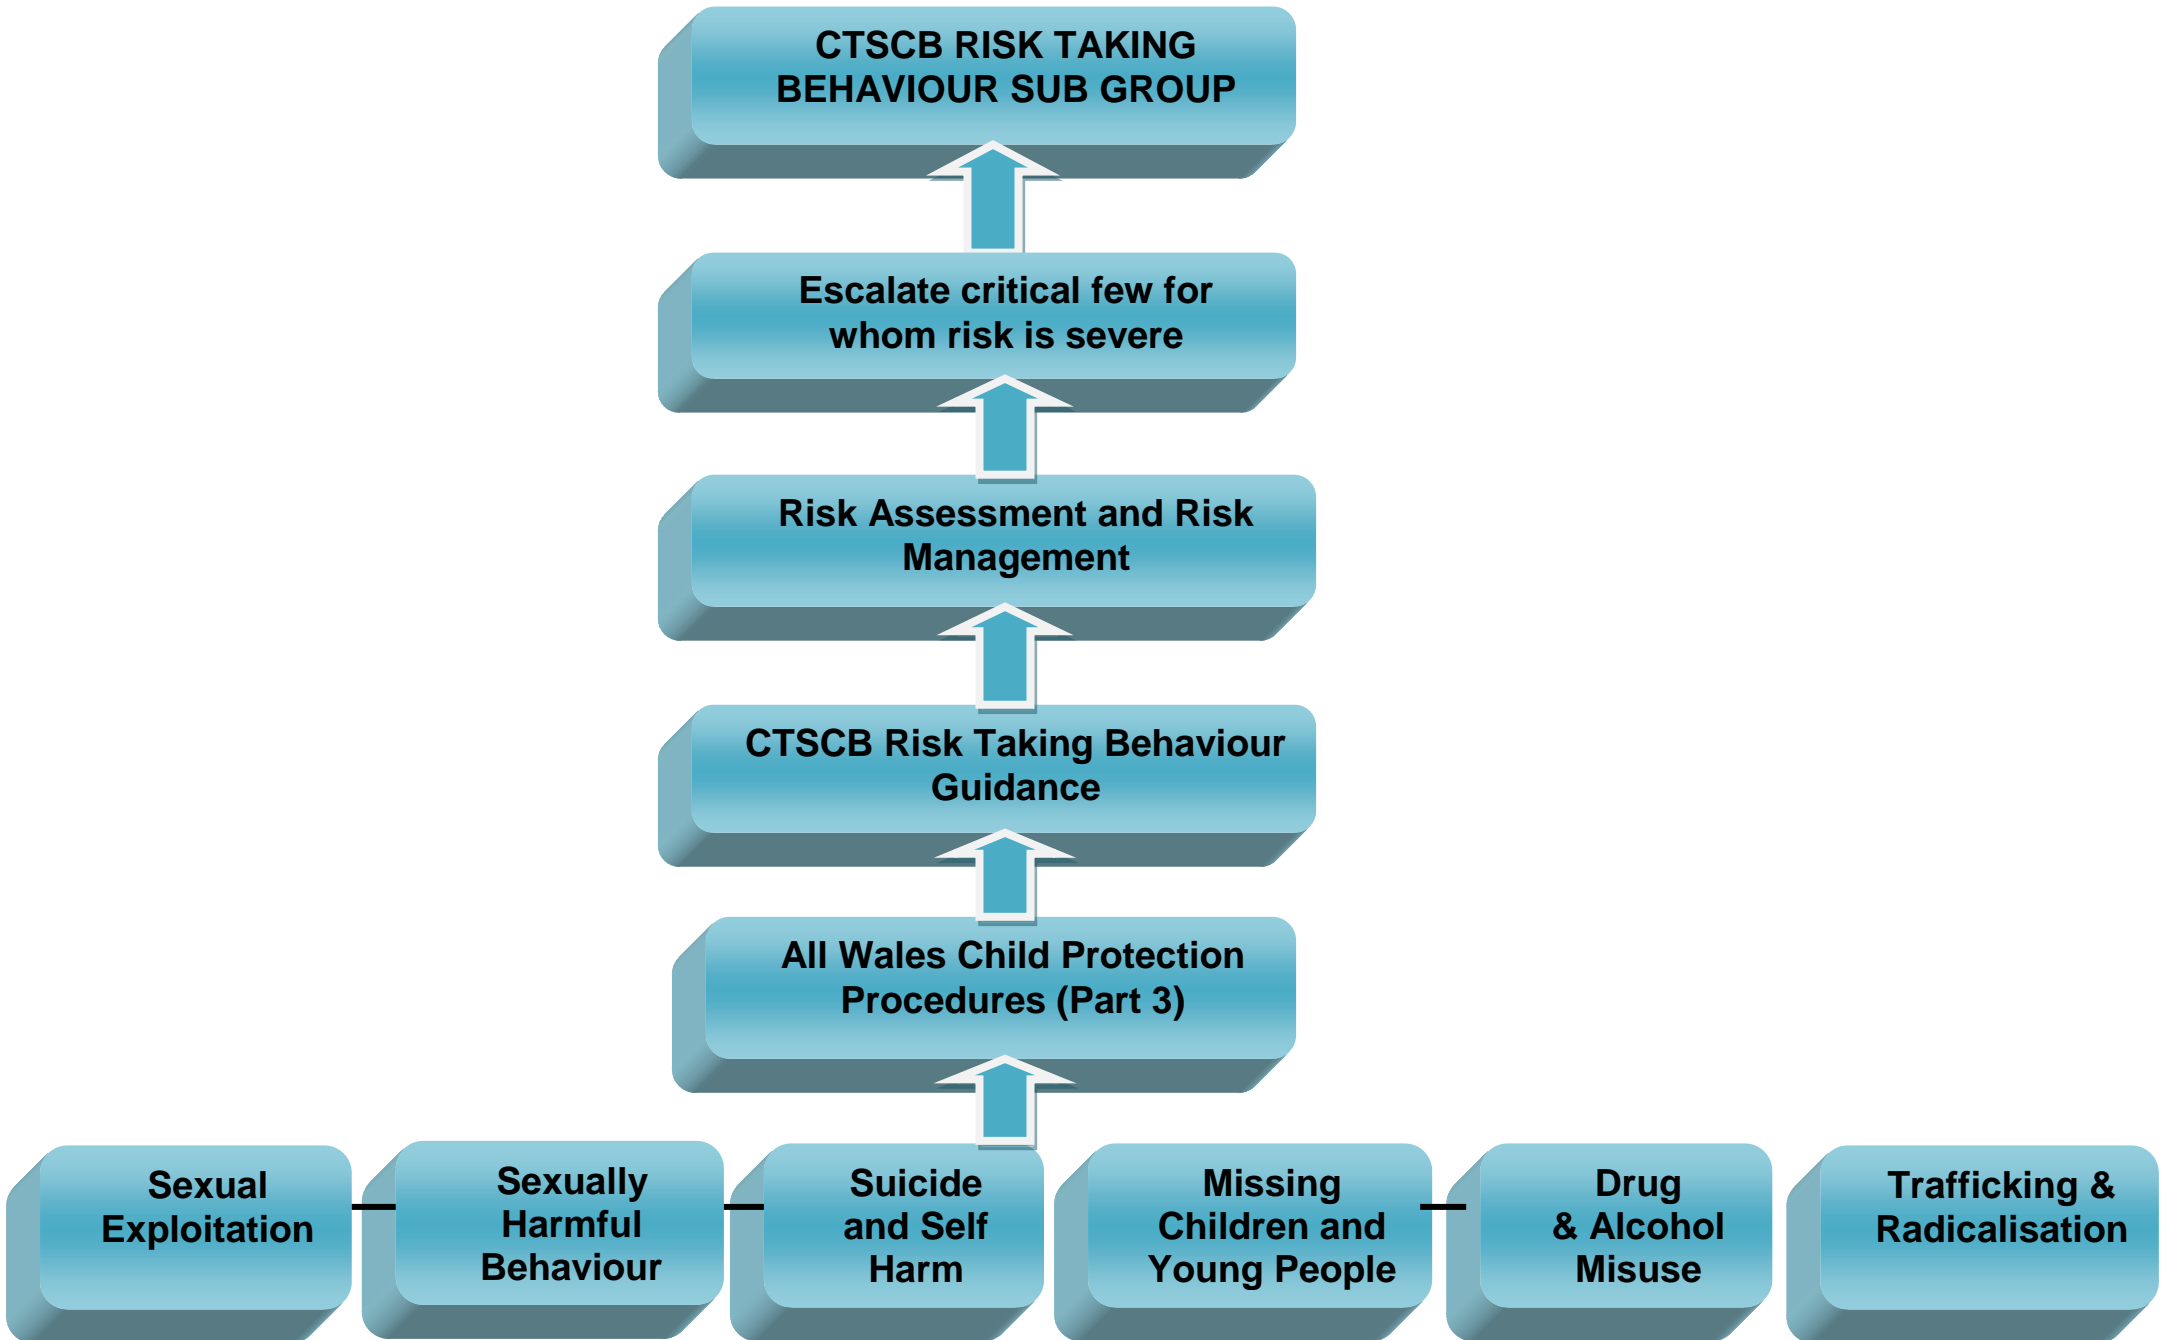 CTSCB RISK TAKING
BEHAVIOUR SUB GROUP
Escalate critical few for
whom risk is severe
Risk Assessment and Risk
Management
CTSCB Risk Taking Behaviour
Guidance
All Wales Child Protection
Procedures (Part 3)
Sexual
Exploitation
Sexually
Harmful
Behaviour
Suicide
and Self
Harm
Missing
Children and
Young People
Drug
& Alcohol
Misuse
Trafficking &
Radicalisation